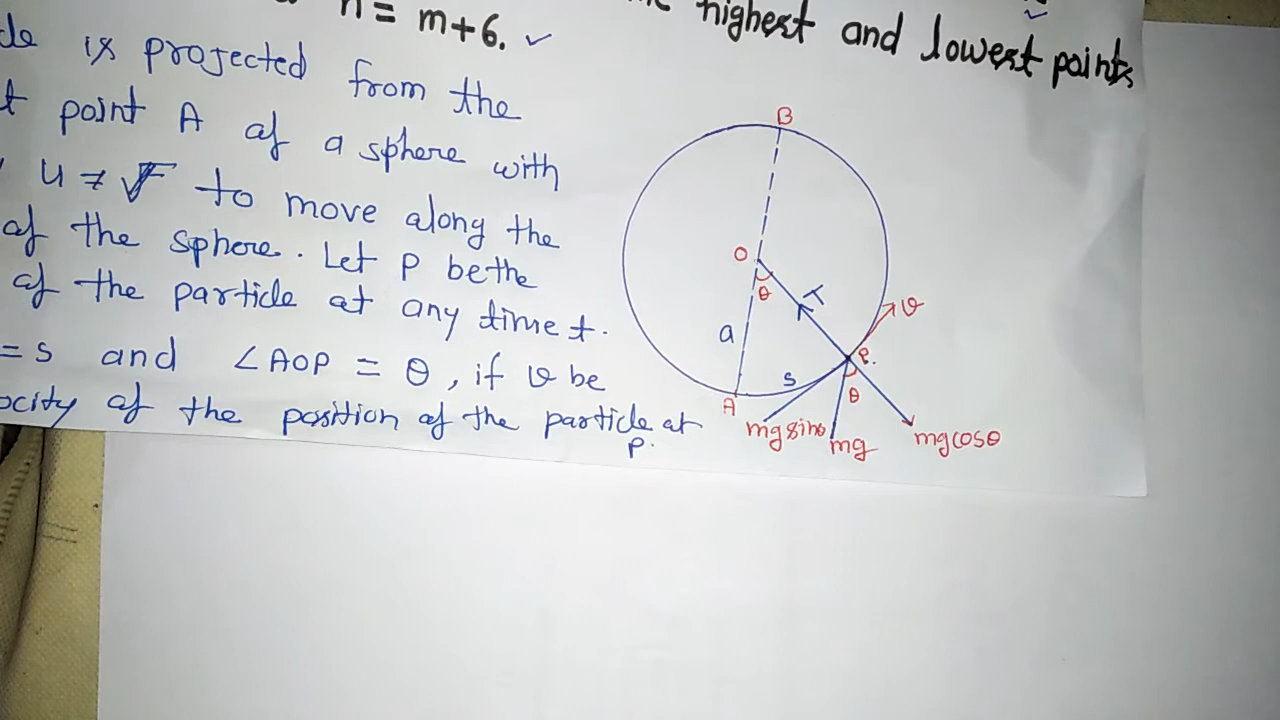 n = m+6. ✓
highest and lowest points
is projected from the
point A of a sphere with
u
to move along the
of the sphere. Let P be the
of the particle at any time t.
= s and ∠AOP = θ, if v be
of the position of the particle at
P.
B
O
θ
a
T
v
P.
s
θ
A
mg sinθ
mg
mg cosθ